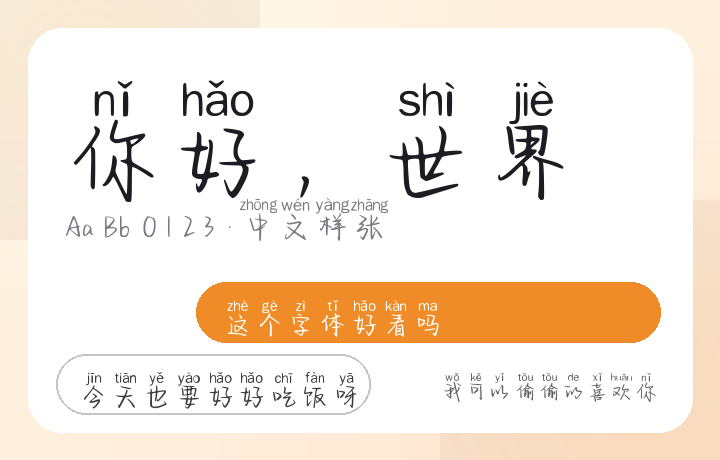 nǐ hǎo shì jiè
你好，世界
zhōng wén yàng zhāng
Aa Bb 0123·中文样张
zhè gè zì tǐ hǎo kàn ma
这个字体好看吗
jīn tiān yě yào hǎo hǎo chī fàn yā
今天也要好好吃饭呀
wǒ kě yǐ tōu tōu de xǐ huān nǐ
我可以偷偷的喜欢你